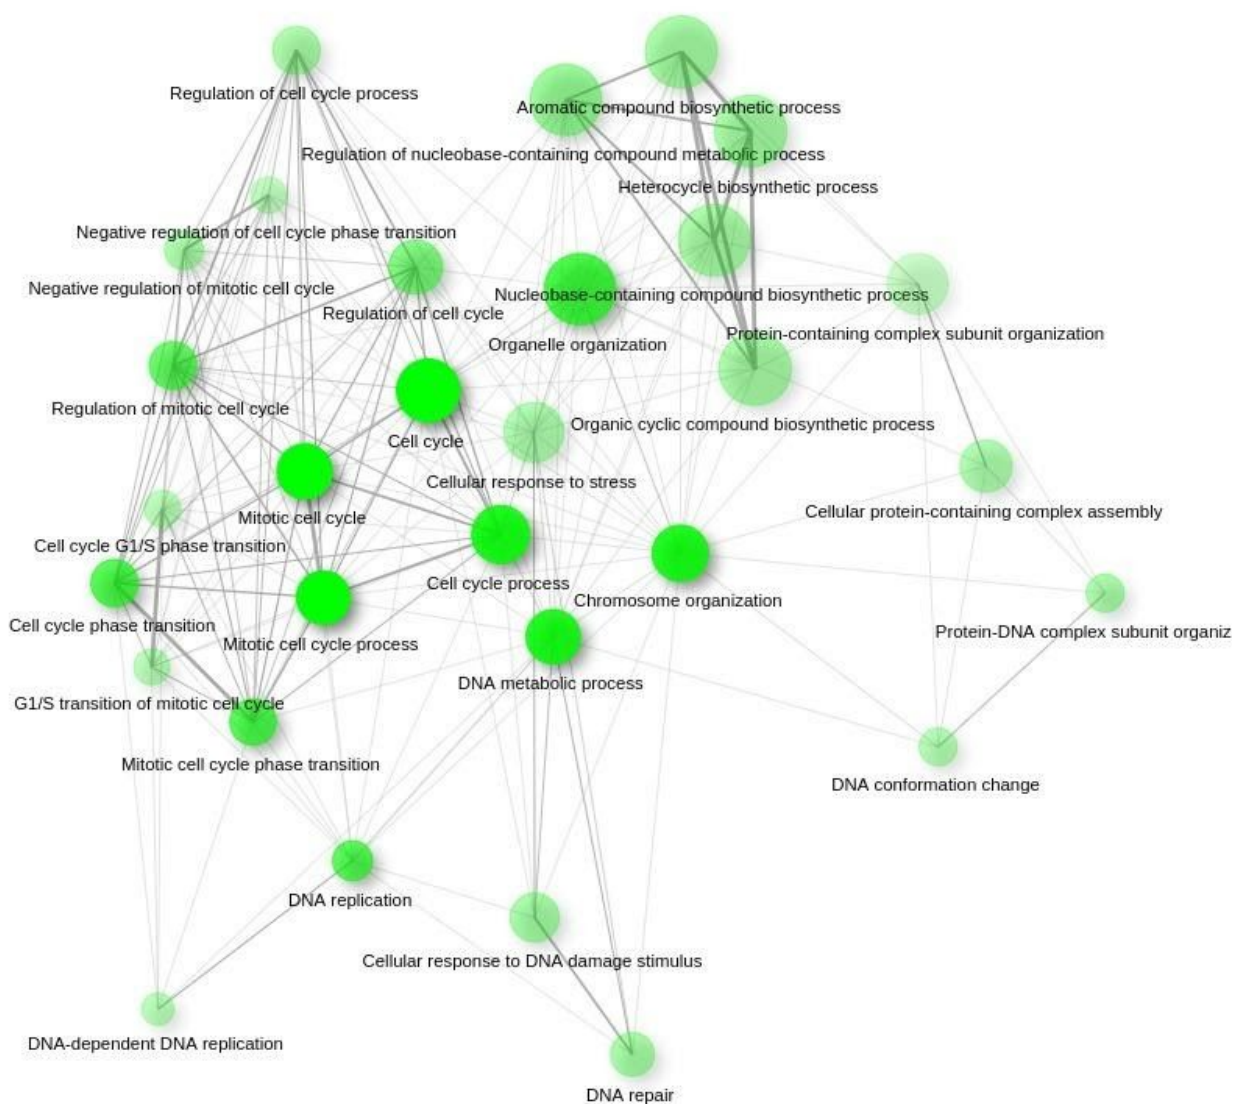 Regulation of cell cycle process
Aromatic compound biosynthetic process
Regulation of nucleobase-containing compound metabolic process
Heterocycle biosynthetic process
Negative regulation of cell cycle phase transition
Negative regulation of mitotic cell cycle
Nucleobase-containing compound biosynthetic process
Regulation of cell cycle
Protein-containing complex subunit organization
Organelle organization
Regulation of mitotic cell cycle
Organic cyclic compound biosynthetic process
Cell cycle
Cellular response to stress
Cellular protein-containing complex assembly
Mitotic cell cycle
Cell cycle G1/S phase transition
Cell cycle process
Chromosome organization
Cell cycle phase transition
Protein-DNA complex subunit organiz
Mitotic cell cycle process
DNA metabolic process
G1/S transition of mitotic cell cycle
Mitotic cell cycle phase transition
DNA conformation change
DNA replication
Cellular response to DNA damage stimulus
DNA-dependent DNA replication
DNA repair